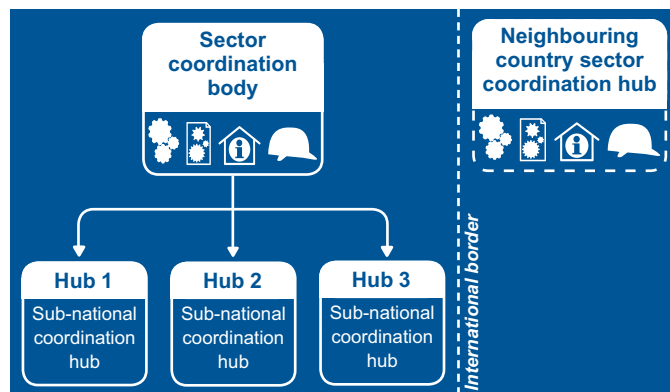 Sector
coordination
body
Neighbouring
country sector
coordination hub
International border
Hub 1
Sub-national
coordination
hub
Hub 2
Sub-national
coordination
hub
Hub 3
Sub-national
coordination
hub